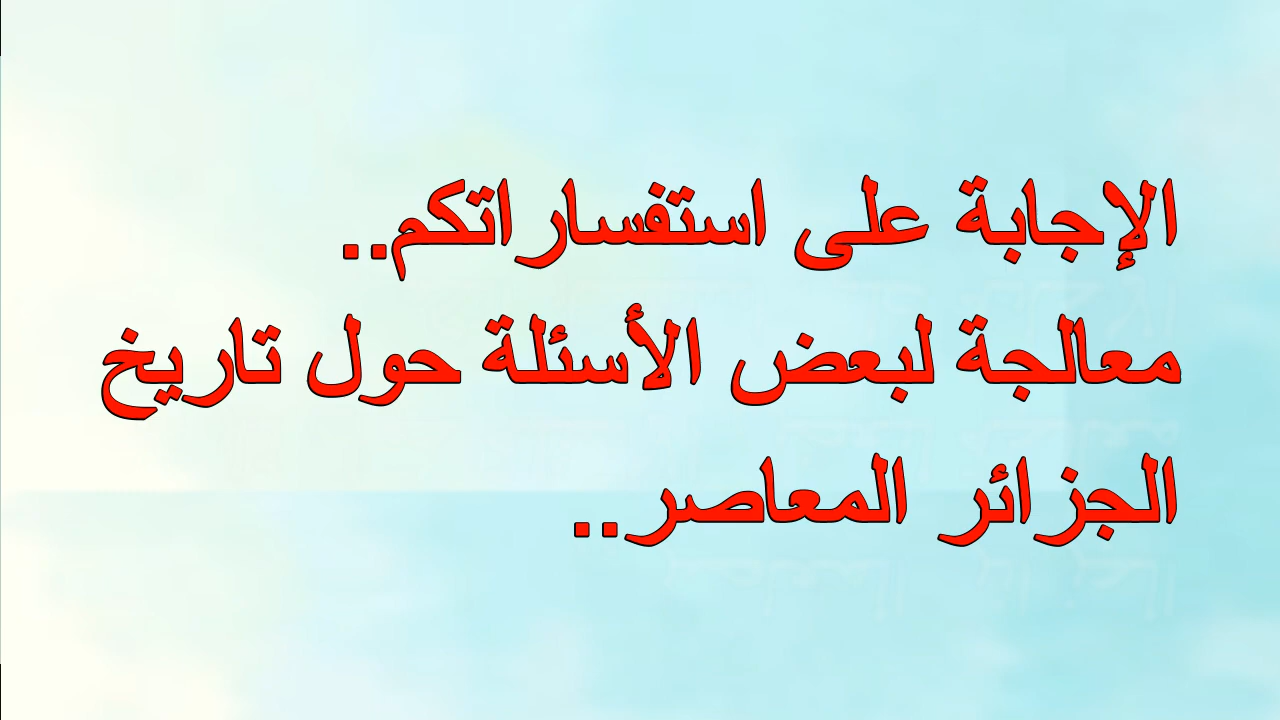 الإجابة على استفساراتكم..
معالجة لبعض الأسئلة حول تاريخ
الجزائر المعاصر..